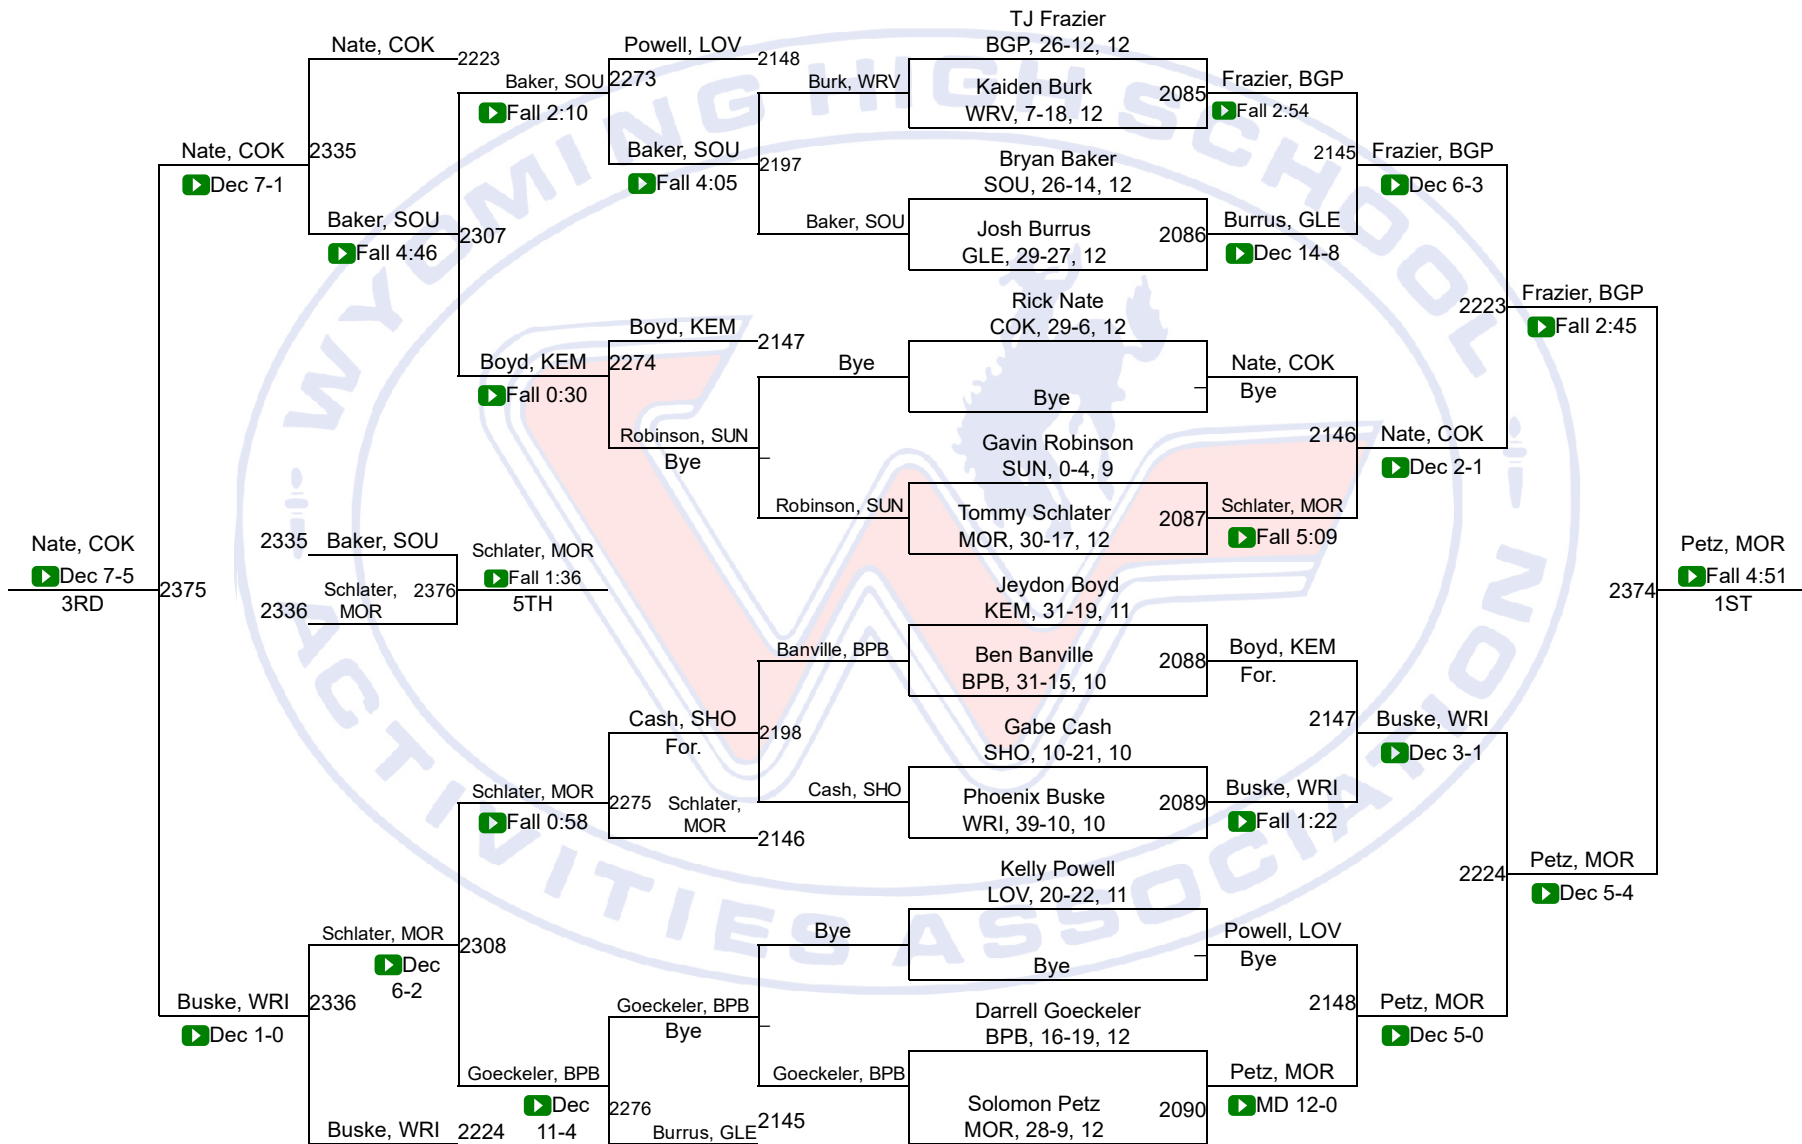 TJ Frazier
BGP, 26-12, 12
Nate, COK
2223
Powell, LOV
2148
Baker, SOU
2273
Fall 2:10
Burk, WRV
Kaiden Burk
WRV, 7-18, 12
2085
Frazier, BGP
Fall 2:54
Nate, COK
2335
Dec 7-1
Baker, SOU
Fall 4:05
2197
Bryan Baker
SOU, 26-14, 12
2145
Frazier, BGP
Dec 6-3
Baker, SOU
2307
Fall 4:46
Baker, SOU
Josh Burrus
GLE, 29-27, 12
2086
Burrus, GLE
Dec 14-8
Rick Nate
COK, 29-6, 12
2223
Frazier, BGP
Fall 2:45
Boyd, KEM
2147
Boyd, KEM
2274
Fall 0:30
Bye
Bye
Nate, COK
Bye
Robinson, SUN
Bye
Gavin Robinson
SUN, 0-4, 9
2146
Nate, COK
Dec 2-1
Robinson, SUN
Tommy Schlater
MOR, 30-17, 12
2087
Schlater, MOR
Fall 5:09
Nate, COK
Dec 7-5
3RD
2375
2335
Baker, SOU
Schlater,
MOR
2336
2376
Schlater, MOR
Fall 1:36
5TH
Jeydon Boyd
KEM, 31-19, 11
2374
Petz, MOR
Fall 4:51
1ST
Banville, BPB
Ben Banville
BPB, 31-15, 10
2088
Boyd, KEM
For.
Cash, SHO
For.
2198
Gabe Cash
SHO, 10-21, 10
2147
Buske, WRI
Dec 3-1
Schlater, MOR
Fall 0:58
2275
Schlater,
MOR
2146
Cash, SHO
Phoenix Buske
WRI, 39-10, 10
2089
Buske, WRI
Fall 1:22
Kelly Powell
LOV, 20-22, 11
2224
Petz, MOR
Dec 5-4
Schlater, MOR
2308
Dec
6-2
Bye
Bye
Powell, LOV
Bye
Buske, WRI
2336
Dec 1-0
Goeckeler, BPB
Bye
Darrell Goeckeler
BPB, 16-19, 12
2148
Petz, MOR
Dec 5-0
Goeckeler, BPB
Dec
11-4
2276
Goeckeler, BPB
Solomon Petz
MOR, 28-9, 12
2090
Petz, MOR
MD 12-0
Buske, WRI
2224
Burrus, GLE
2145
WYOMING HIGH SCHOOL
ACTIVITIES ASSOCIATION